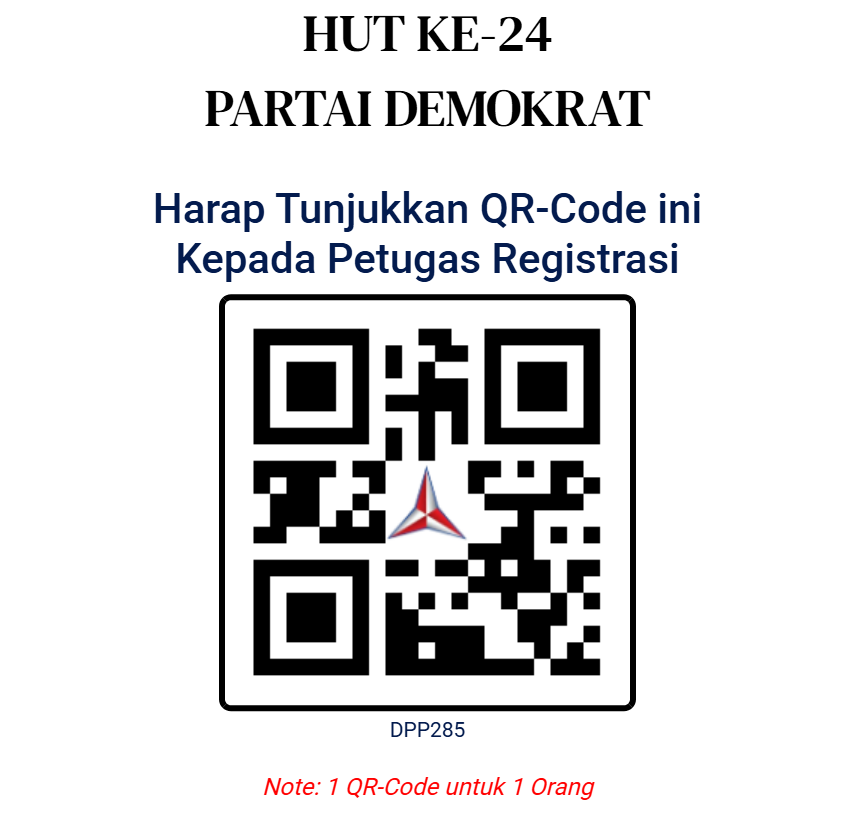 HUT KE-24
PARTAI DEMOKRAT
Harap Tunjukkan QR-Code ini
Kepada Petugas Registrasi
DPP285
Note: 1 QR-Code untuk 1 Orang